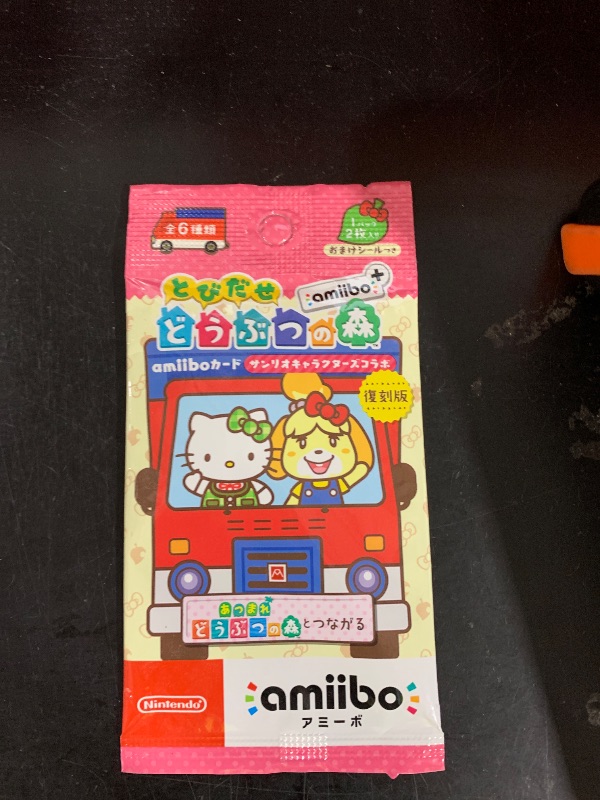 全6種類
1パック
2枚入り
おまけシールつき
とびだせ
どうぶつの森
amiibo+
amiiboカード サンリオキャラクターズコラボ
復刻版
あつまれ
どうぶつの森とつながる
Nintendo
amiibo
アミーボ